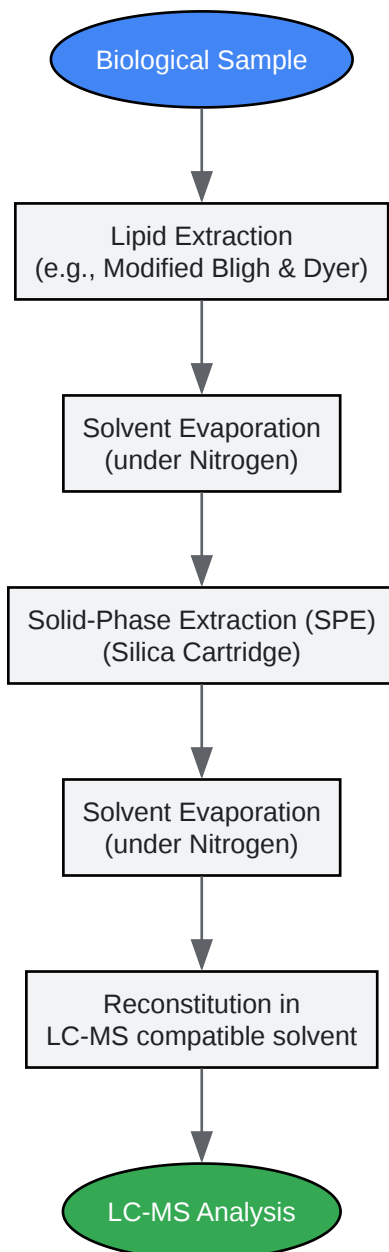 Biological Sample
Lipid Extraction
(e.g., Modified Bligh & Dyer)
Solvent Evaporation
(under Nitrogen)
Solid-Phase Extraction (SPE)
(Silica Cartridge)
Solvent Evaporation
(under Nitrogen)
Reconstitution in
LC-MS compatible solvent
LC-MS Analysis